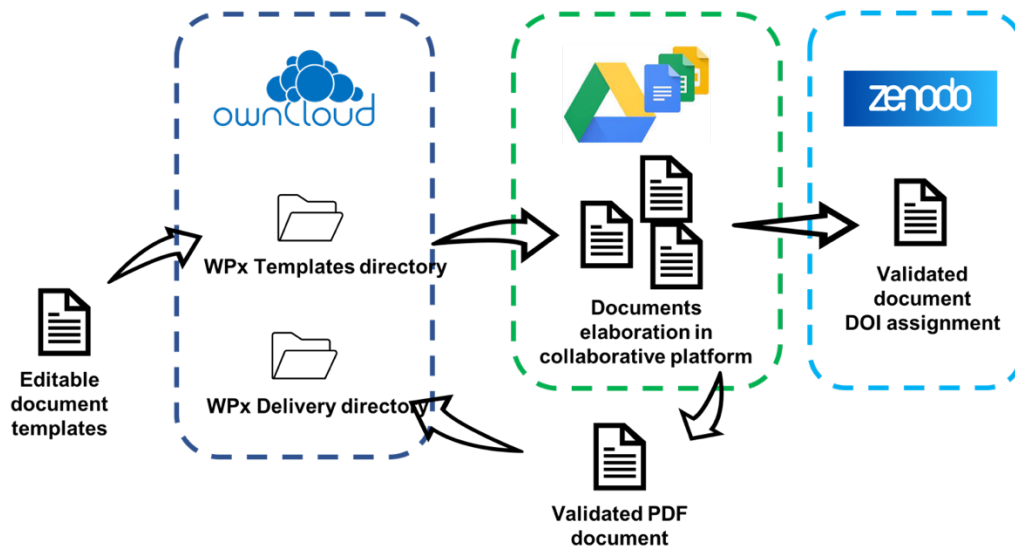 ownCloud
zenodo
WPx Templates directory
Editable
document
templates
WPx Delivery directory
Documents
elaboration in
collaborative platform
Validated
document
DOI assignment
Validated PDF
document